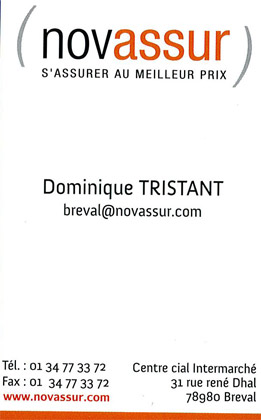 novassur
S'ASSURER AU MEILLEUR PRIX
Dominique TRISTANT
breval@novassur.com
Tél. : 01 34 77 33 72
Fax : 01 34 77 33 72
www.novassur.com
Centre cial Intermarché
31 rue rené Dhal
78980 Breval